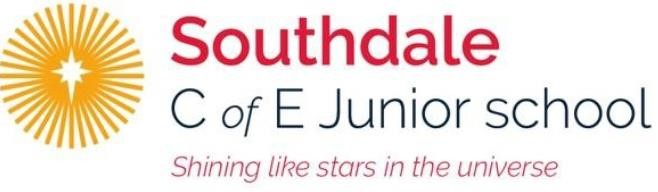 Southdale
C of E Junior school
Shining like stars in the universe